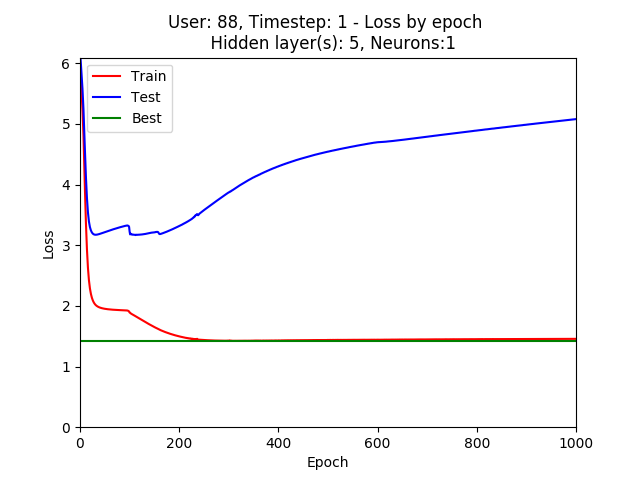 User: 88, Timestep: 1 - Loss by epoch
Hidden layer(s): 5, Neurons:1
Train
Test
Best
6
5
4
3
2
1
0
Loss
0 200 400 600 800 1000
Epoch